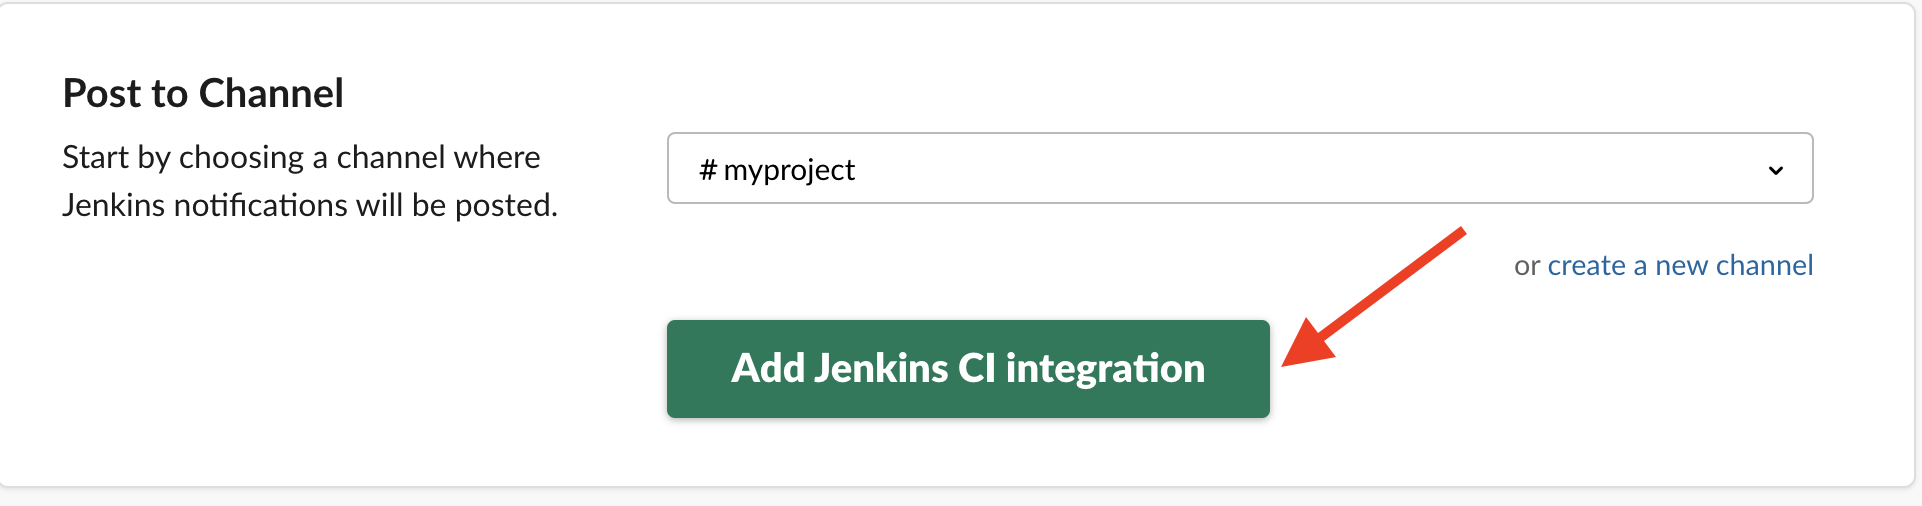 Post to Channel
Start by choosing a channel where
Jenkins notifications will be posted.
# myproject
or create a new channel
Add Jenkins CI integration